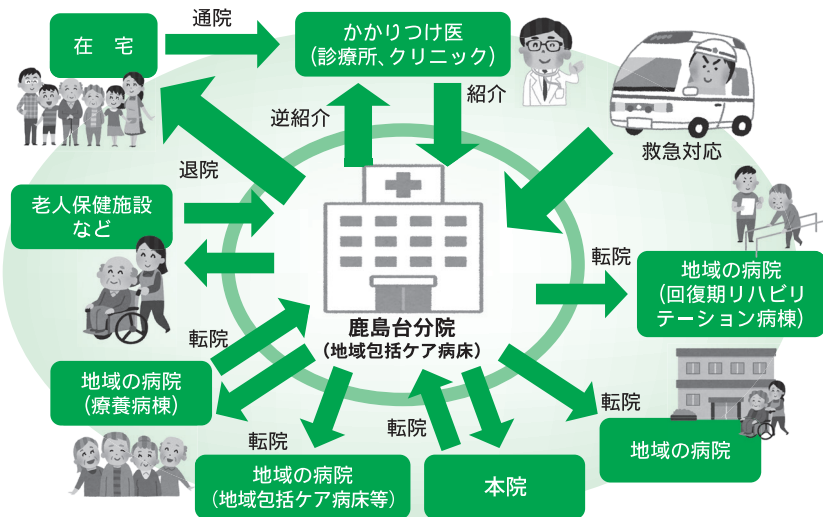 在　宅
通院
かかりつけ医
(診療所、クリニック)
逆紹介
紹介
救急対応
退院
老人保健施設
など
転院
地域の病院
(回復期リハビリ
テーション病棟)
鹿島台分院
(地域包括ケア病床)
転院
地域の病院
(療養病棟)
転院
地域の病院
(地域包括ケア病床等)
転院
本院
転院
地域の病院